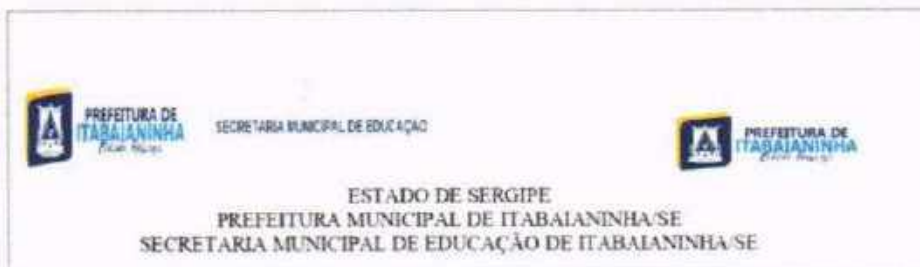 PREFEITURA DE
ITABAIANINHA
SECRETARIA MUNICIPAL DE EDUCAÇÃO
PREFEITURA DE
ITABAIANINHA
ESTADO DE SERGIPE
PREFEITURA MUNICIPAL DE ITABAIANINHA/SE
SECRETARIA MUNICIPAL DE EDUCAÇÃO DE ITABAIANINHA/SE